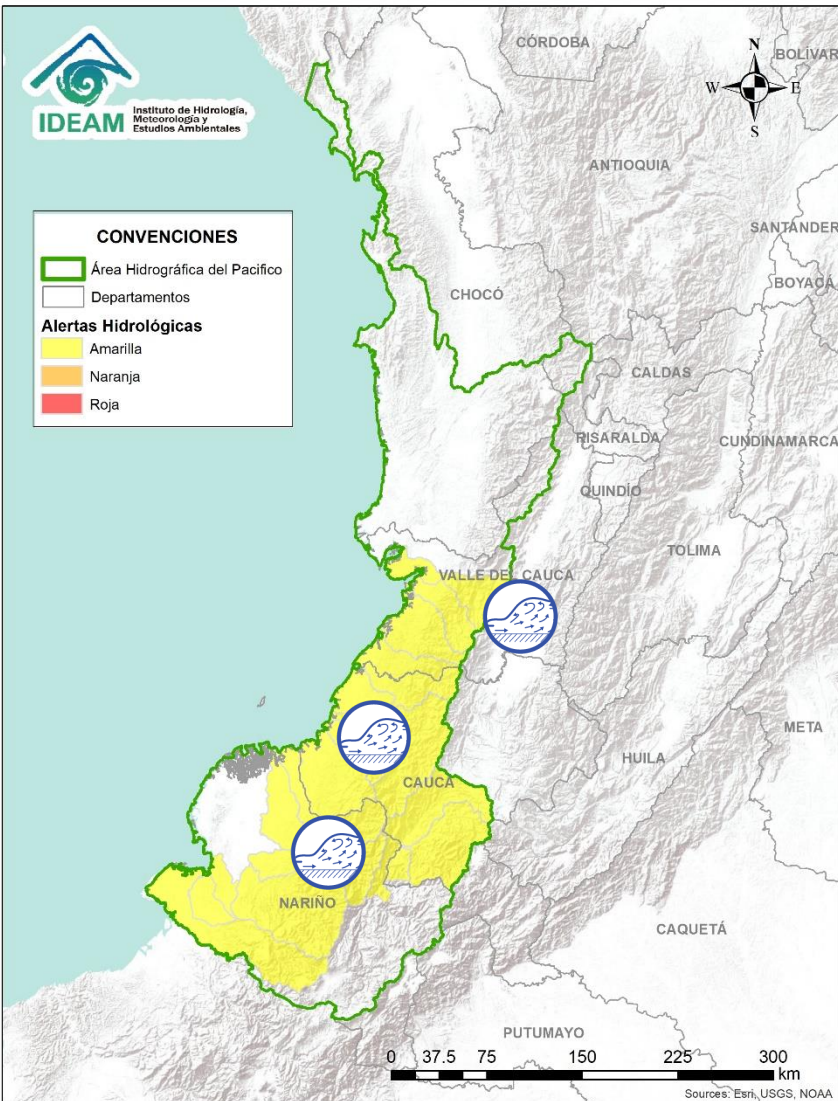 IDEAM
Instituto de Hidrología,
Meteorología y
Estudios Ambientales
CÓRDOBA
BOLÍVAR
N
W
E
S
ANTIOQUIA
SANTANDER
BOYACÁ
CONVENCIONES
Área Hidrográfica del Pacifico
Departamentos
Alertas Hidrológicas
Amarilla
Naranja
Roja
CHOCÓ
CALDAS
RISARALDA
CUNDINAMARCA
QUINDÍO
TOLIMA
VALLE DEL CAUCA
META
HUILA
CAUCA
NARIÑO
CAQUETÁ
PUTUMAYO
0 37.5 75 150 225 300
km
Sources: Esri, USGS, NOAA